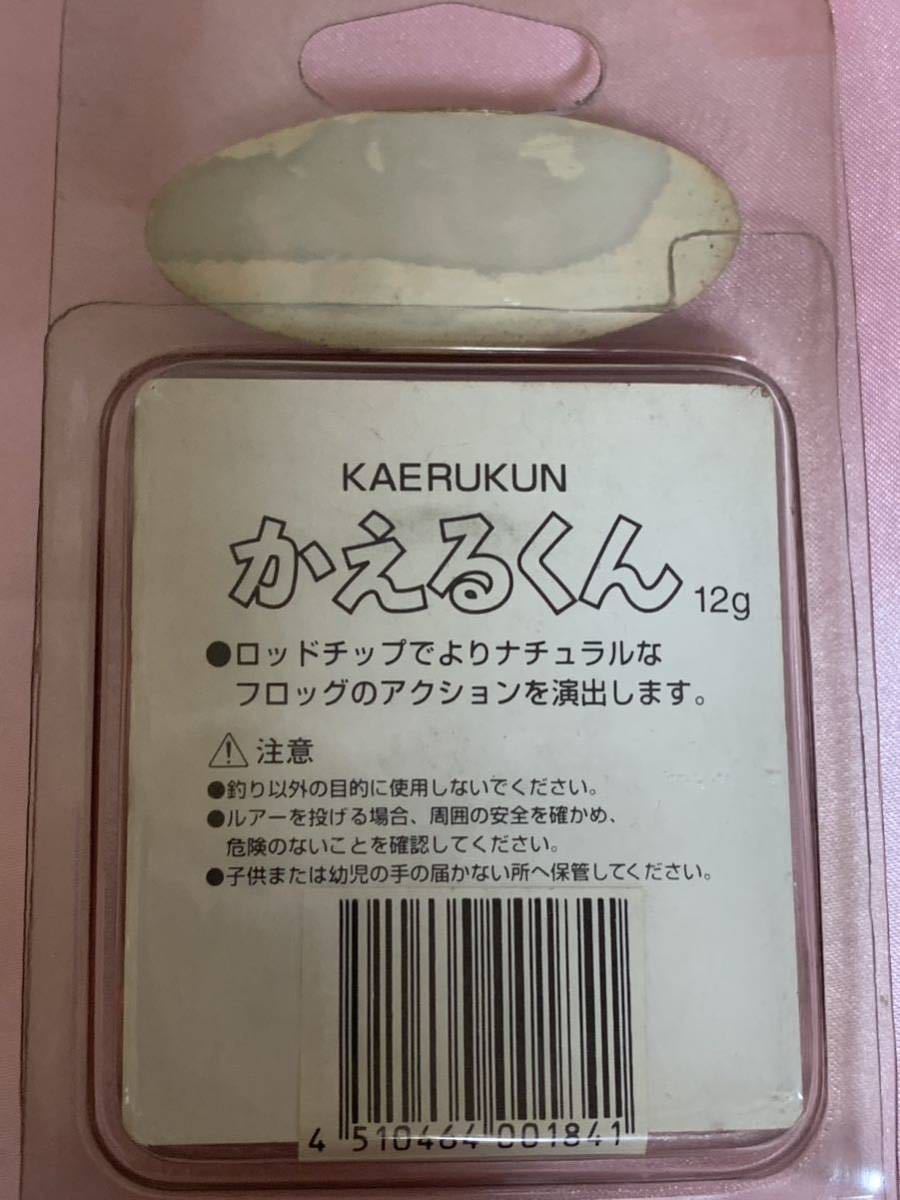 KAERUKUN
かえるくん 12g
●ロッドチップでよりナチュラルな
フロッグのアクションを演出します。
⚠ 注意
●釣り以外の目的に使用しないでください。
●ルアーを投げる場合、周囲の安全を確かめ、
危険のないことを確認してください。
●子供または幼児の手の届かない所へ保管してください。
4 510464 001841